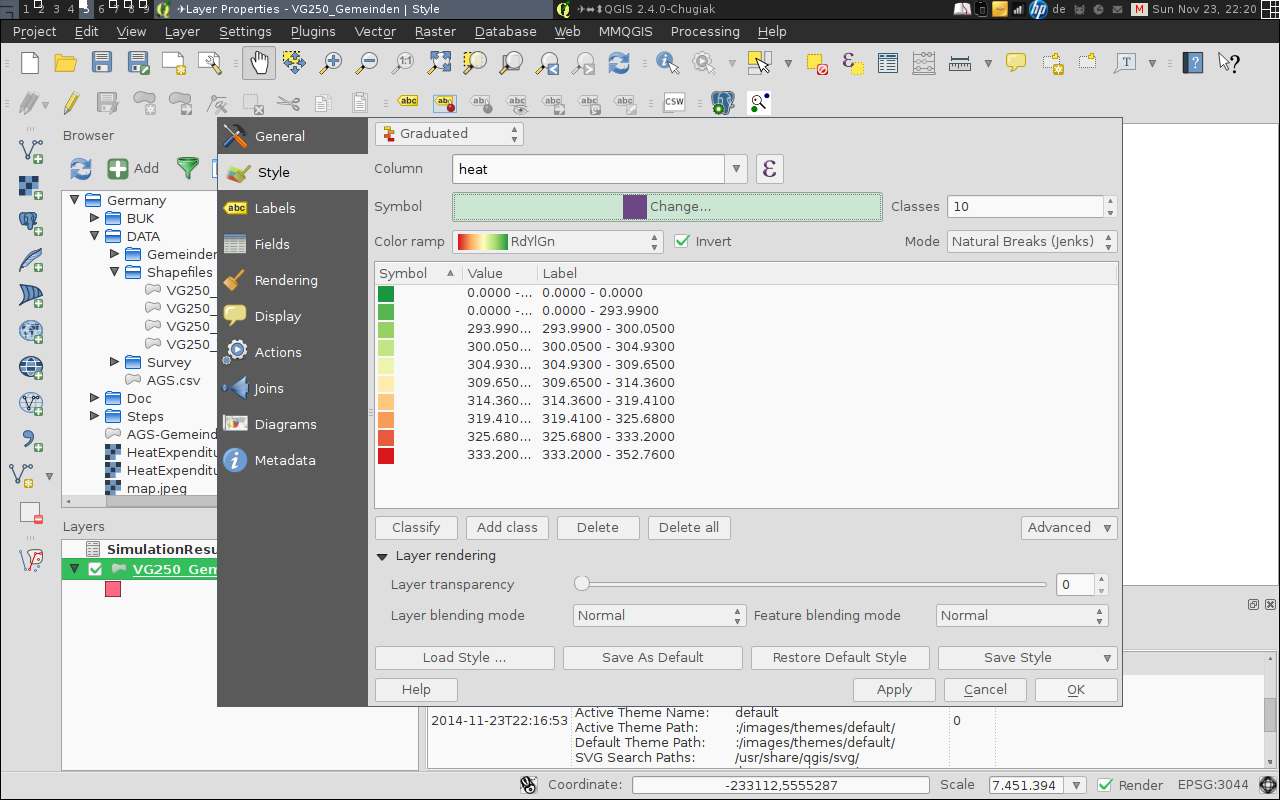 1 2 3 4 5 6 7 8 9 ✈Layer Properties - VG250_Gemeinden | Style ✈⬌⬍QGIS 2.4.0-Chugiak de M Sun Nov 23, 22:20
Project Edit View Layer Settings Plugins Vector Raster Database Web MMQGIS Processing Help
abc abc abc abc abc abc abc CSW
Browser
Add
Germany
BUK
DATA
Gemeinden
Shapefiles
VG250_
VG250_
VG250_
VG250_
Survey
AGS.csv
Doc
Steps
AGS-Gemeind
HeatExpenditu
HeatExpenditu
map.jpeg
Layers
SimulationResu
VG250_Gem
General
Style
Labels
Fields
Rendering
Display
Actions
Joins
Diagrams
Metadata
Graduated
Column heat ε
Symbol Change... Classes 10
Color ramp RdYlGn Invert Mode Natural Breaks (Jenks)
Symbol Value Label
0.0000 -... 0.0000 - 0.0000
0.0000 -... 0.0000 - 293.9900
293.990... 293.9900 - 300.0500
300.050... 300.0500 - 304.9300
304.930... 304.9300 - 309.6500
309.650... 309.6500 - 314.3600
314.360... 314.3600 - 319.4100
319.410... 319.4100 - 325.6800
325.680... 325.6800 - 333.2000
333.200... 333.2000 - 352.7600
Classify Add class Delete Delete all Advanced
Layer rendering
Layer transparency 0
Layer blending mode Normal Feature blending mode Normal
Load Style ... Save As Default Restore Default Style Save Style
Help Apply Cancel OK
2014-11-23T22:16:53 Active Theme Name: default 0
Active Theme Path: :/images/themes/default/
Default Theme Path: :/images/themes/default/
SVG Search Paths: /usr/share/qgis/svg/
Coordinate: -233112,5555287 Scale 7.451.394 Render EPSG:3044